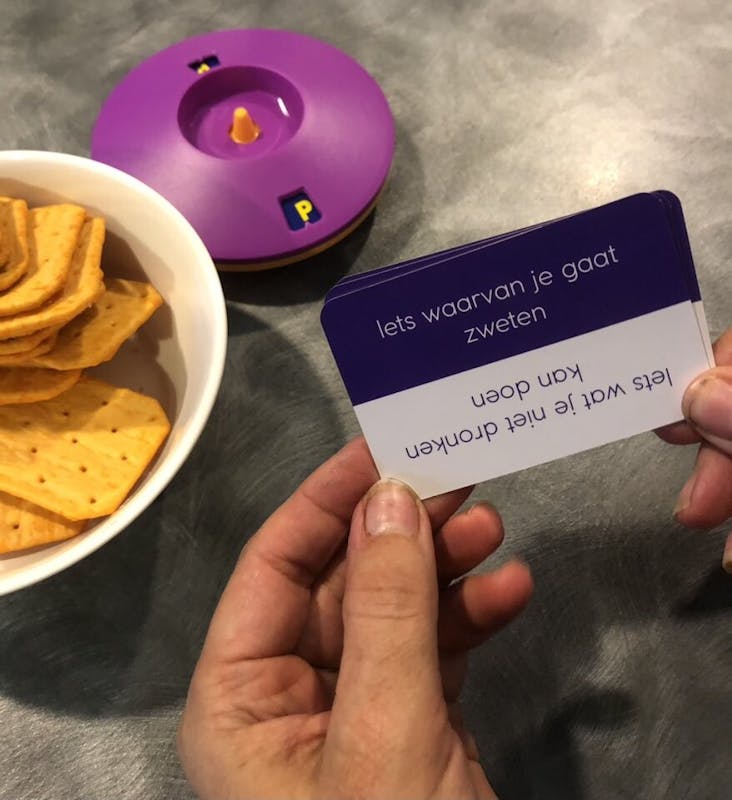 P
Iets waarvan je gaat
zweten
Iets wat je niet dronken
kan doen